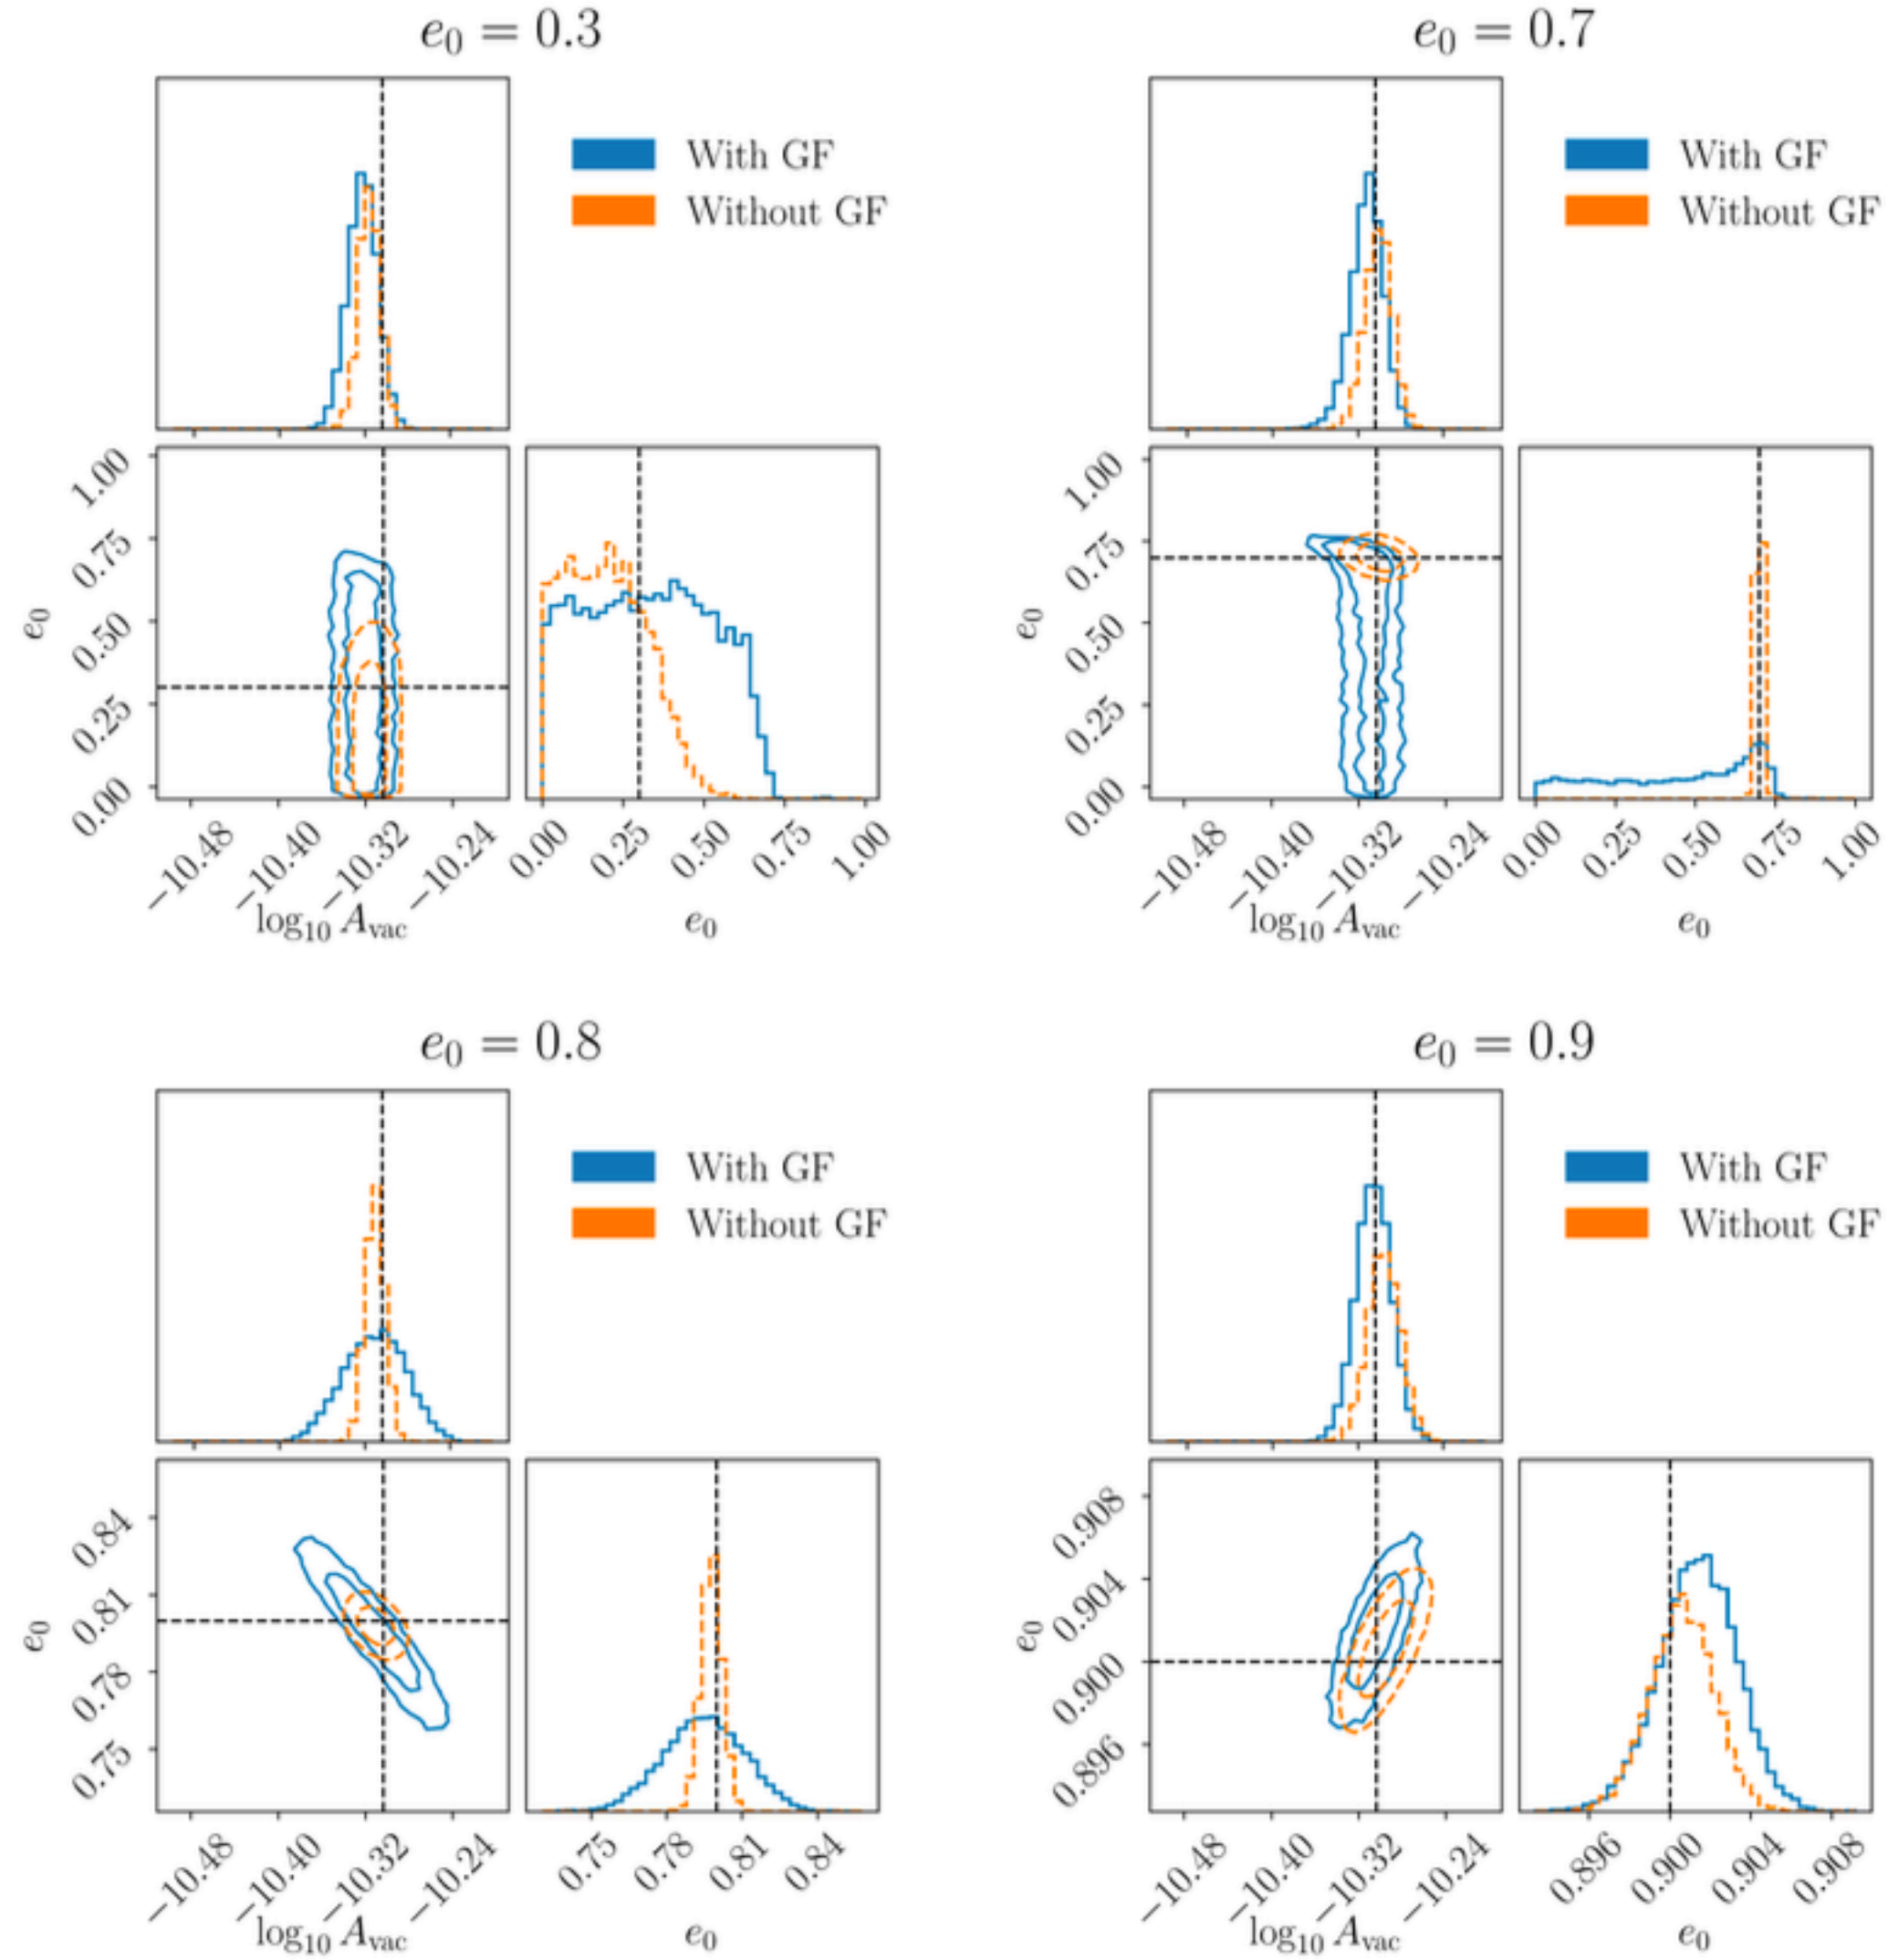 e₀ = 0.3
With GF
Without GF
1.00
0.75
0.50
0.25
0.00
e₀
−10.48
−10.40
−10.32
−10.24
log₁₀ A_vac
0.00
0.25
0.50
0.75
1.00
e₀
e₀ = 0.7
With GF
Without GF
1.00
0.75
0.50
0.25
0.00
e₀
−10.48
−10.40
−10.32
−10.24
log₁₀ A_vac
0.00
0.25
0.50
0.75
1.00
e₀
e₀ = 0.8
With GF
Without GF
0.84
0.81
0.78
0.75
e₀
−10.48
−10.40
−10.32
−10.24
log₁₀ A_vac
0.75
0.78
0.81
0.84
e₀
e₀ = 0.9
With GF
Without GF
0.908
0.904
0.900
0.896
e₀
−10.48
−10.40
−10.32
−10.24
log₁₀ A_vac
0.896
0.900
0.904
0.908
e₀